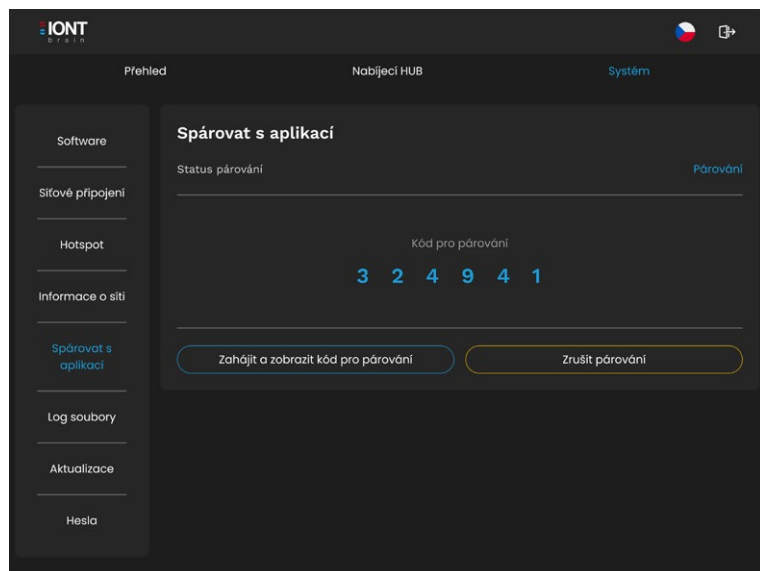 IONT
brain
Přehled
Nabíjecí HUB
Systém
Software
Síťové připojení
Hotspot
Informace o síti
Spárovat s
aplikací
Log soubory
Aktualizace
Hesla
Spárovat s aplikací
Status párování
Párování
Kód pro párování
3 2 4 9 4 1
Zahájit a zobrazit kód pro párování
Zrušit párování